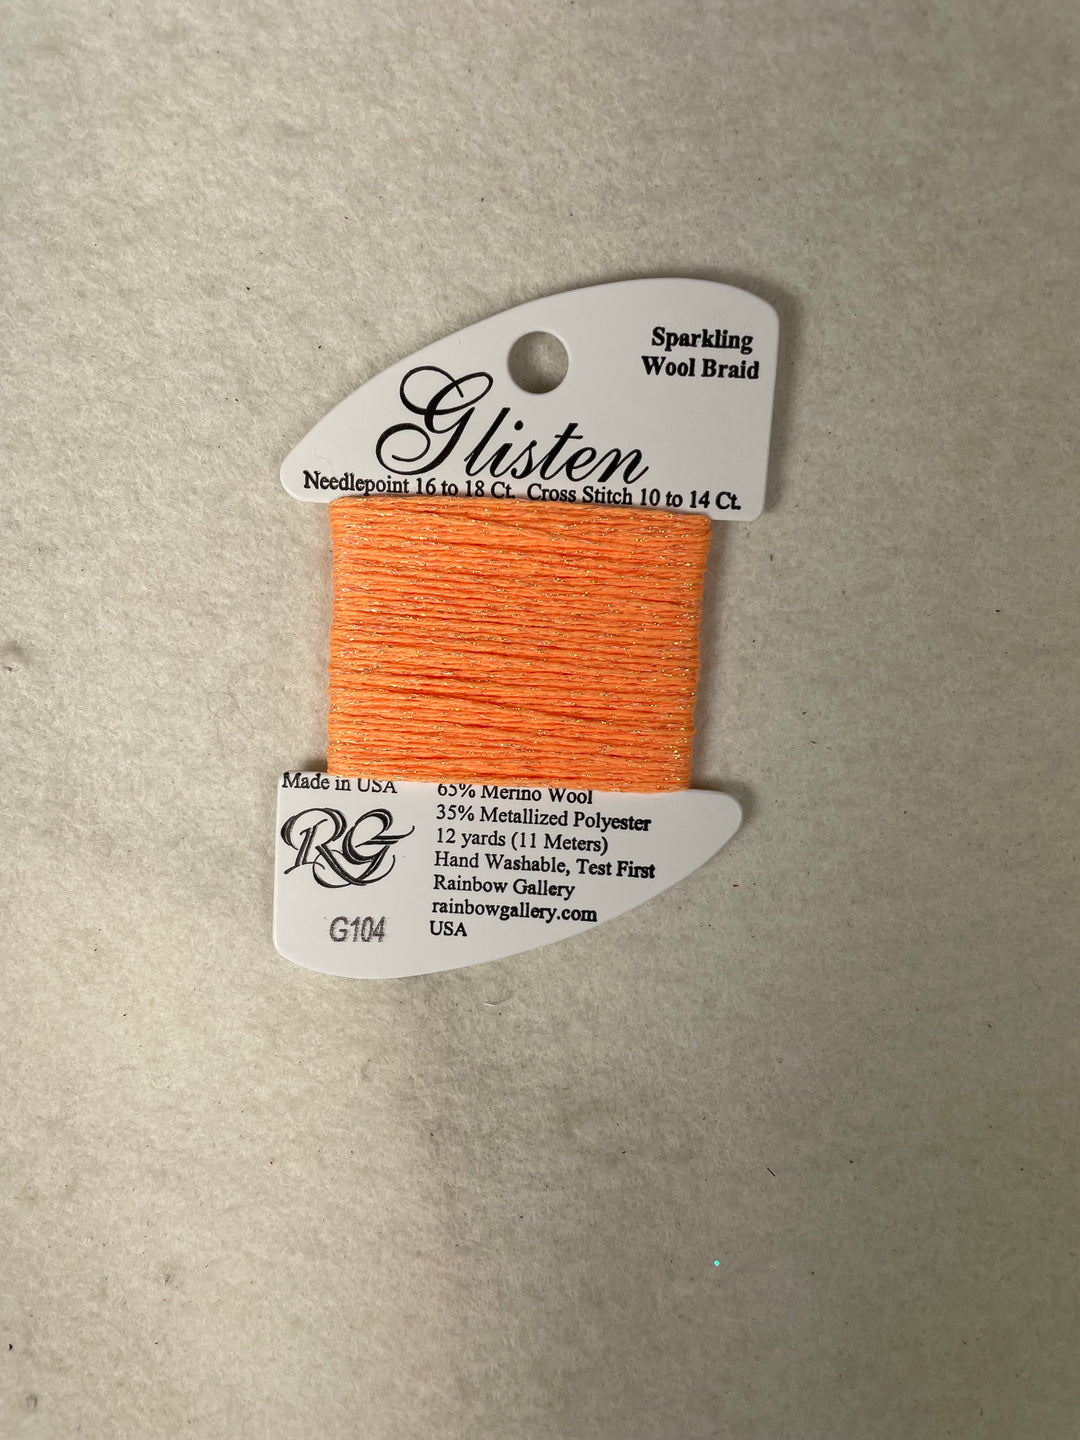 Sparkling
Wool Braid
Glisten
Needlepoint 16 to 18 Ct. Cross Stitch 10 to 14 Ct.
Made in USA
RG
G104
65% Merino Wool
35% Metallized Polyester
12 yards (11 Meters)
Hand Washable, Test First
Rainbow Gallery
rainbowgallery.com
USA